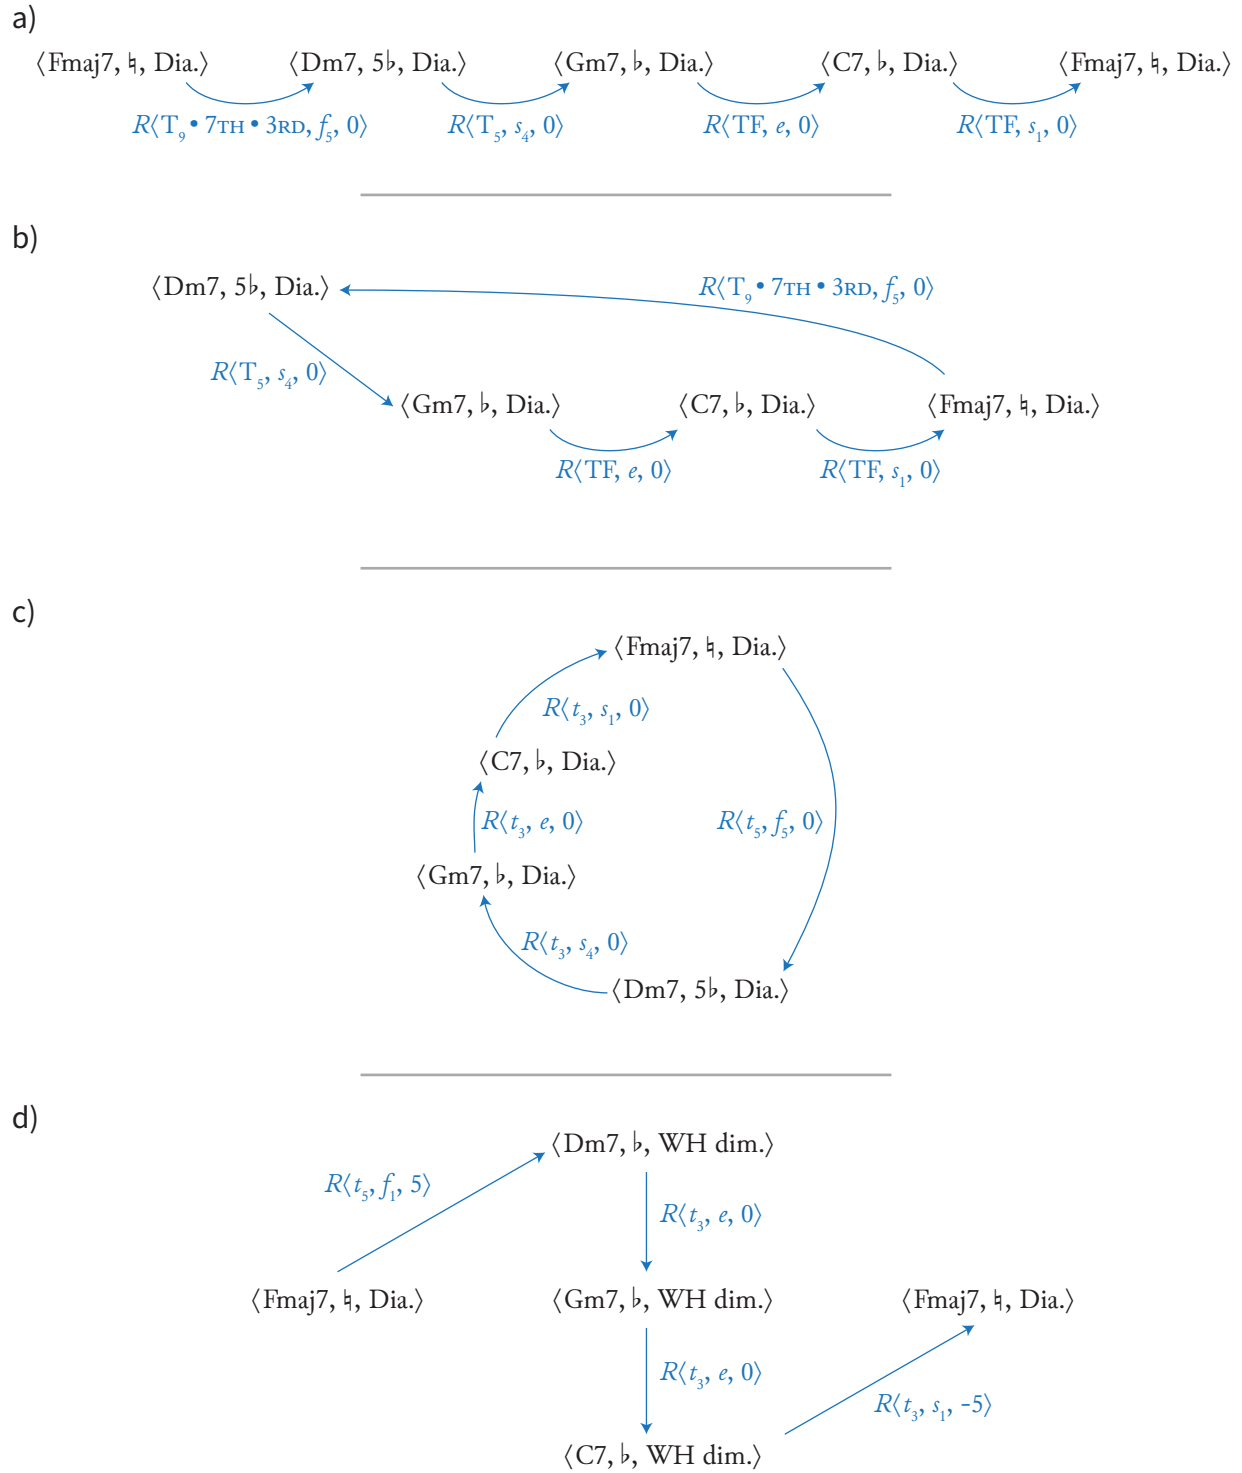 a)
⟨Fmaj7, ♮, Dia.⟩ ⟨Dm7, 5♭, Dia.⟩ ⟨Gm7, ♭, Dia.⟩ ⟨C7, ♭, Dia.⟩ ⟨Fmaj7, ♮, Dia.⟩
R⟨T₉ • 7TH • 3RD, f₅, 0⟩ R⟨T₅, s₄, 0⟩ R⟨TF, e, 0⟩ R⟨TF, s₁, 0⟩
b)
⟨Dm7, 5♭, Dia.⟩ R⟨T₉ • 7TH • 3RD, f₅, 0⟩
R⟨T₅, s₄, 0⟩
⟨Gm7, ♭, Dia.⟩ ⟨C7, ♭, Dia.⟩ ⟨Fmaj7, ♮, Dia.⟩
R⟨TF, e, 0⟩ R⟨TF, s₁, 0⟩
c)
⟨Fmaj7, ♮, Dia.⟩
R⟨t₃, s₁, 0⟩
⟨C7, ♭, Dia.⟩
R⟨t₃, e, 0⟩ R⟨t₅, f₅, 0⟩
⟨Gm7, ♭, Dia.⟩
R⟨t₃, s₄, 0⟩
⟨Dm7, 5♭, Dia.⟩
d)
⟨Dm7, ♭, WH dim.⟩
R⟨t₅, f₁, 5⟩
R⟨t₃, e, 0⟩
⟨Fmaj7, ♮, Dia.⟩ ⟨Gm7, ♭, WH dim.⟩ ⟨Fmaj7, ♮, Dia.⟩
R⟨t₃, e, 0⟩
R⟨t₃, s₁, -5⟩
⟨C7, ♭, WH dim.⟩